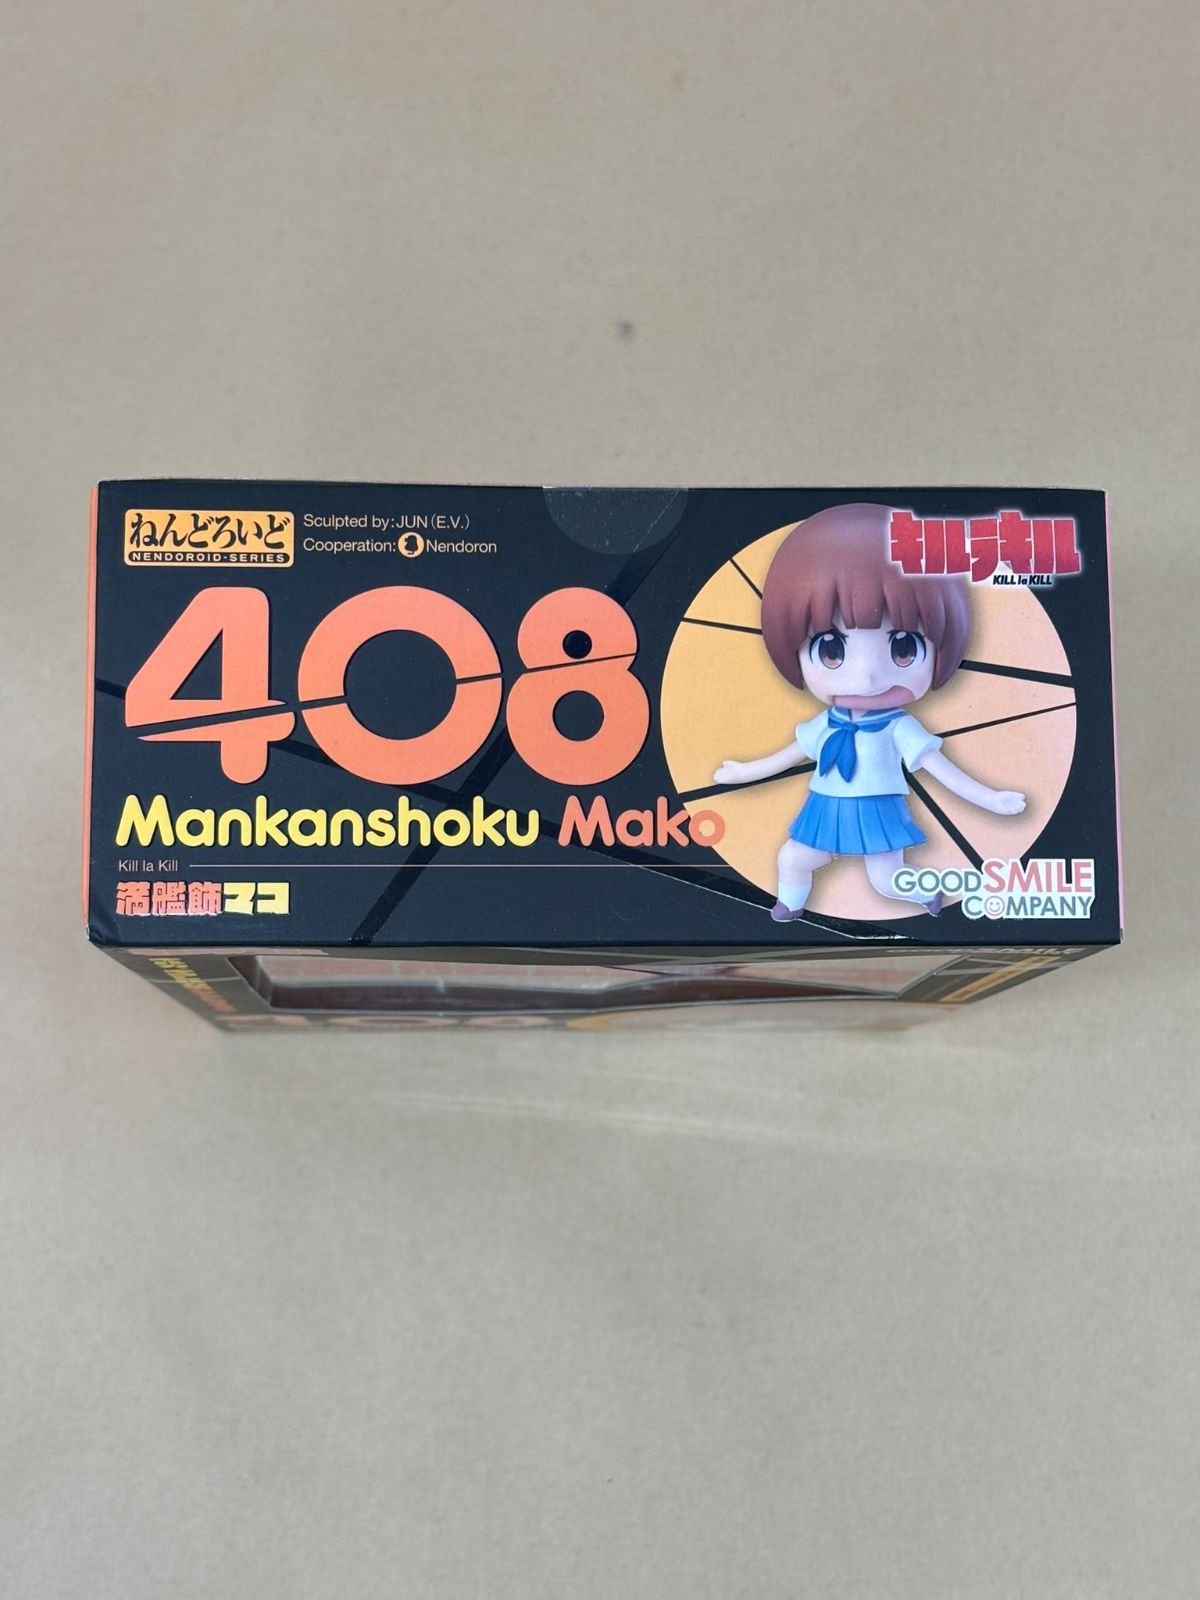 ねんどろいど
NENDOROID·SERIES
Sculpted by: JUN (E.V.)
Cooperation: Nendoron
キルラキル
KILL la KILL
408
Mankanshoku Mako
Kill la Kill
満艦飾マコ
GOOD SMILE
COMPANY